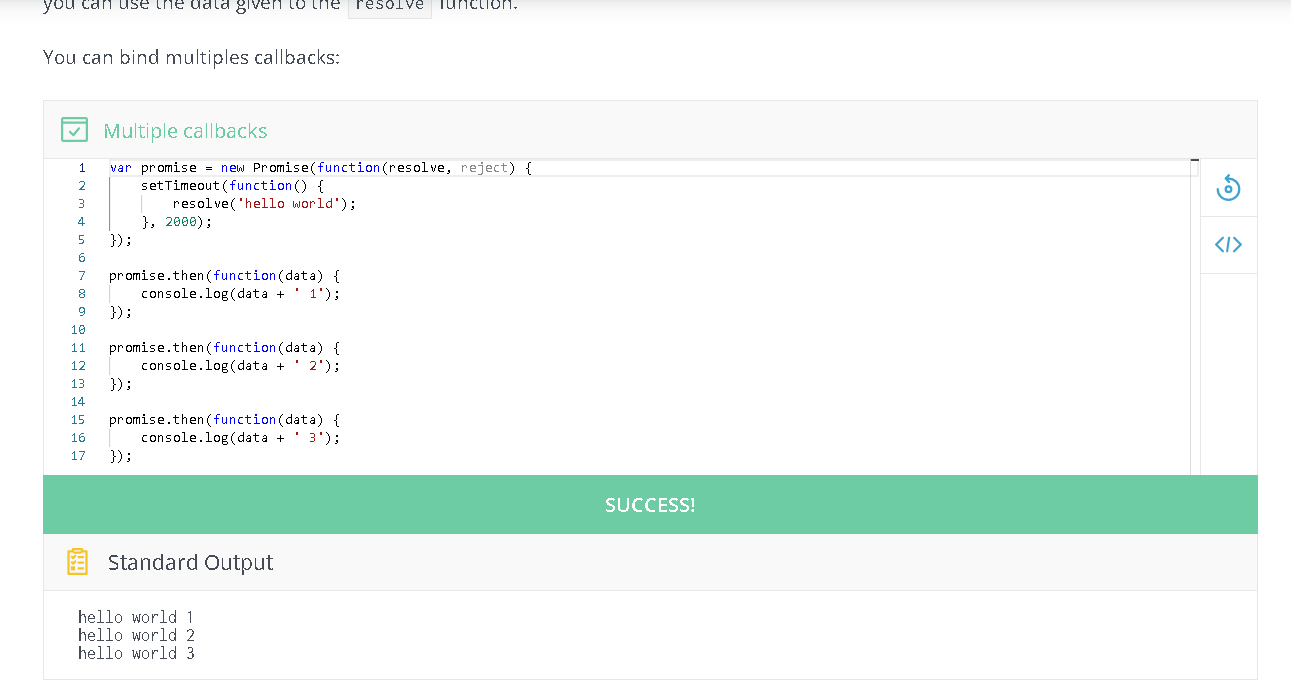 you can use the data given to the resolve function.
You can bind multiples callbacks:
Multiple callbacks
1 var promise = new Promise(function(resolve, reject) {
2     setTimeout(function() {
3         resolve('hello world');
4     }, 2000);
5 });
6
7 promise.then(function(data) {
8     console.log(data + ' 1');
9 });
10
11 promise.then(function(data) {
12     console.log(data + ' 2');
13 });
14
15 promise.then(function(data) {
16     console.log(data + ' 3');
17 });
SUCCESS!
Standard Output
hello world 1
hello world 2
hello world 3